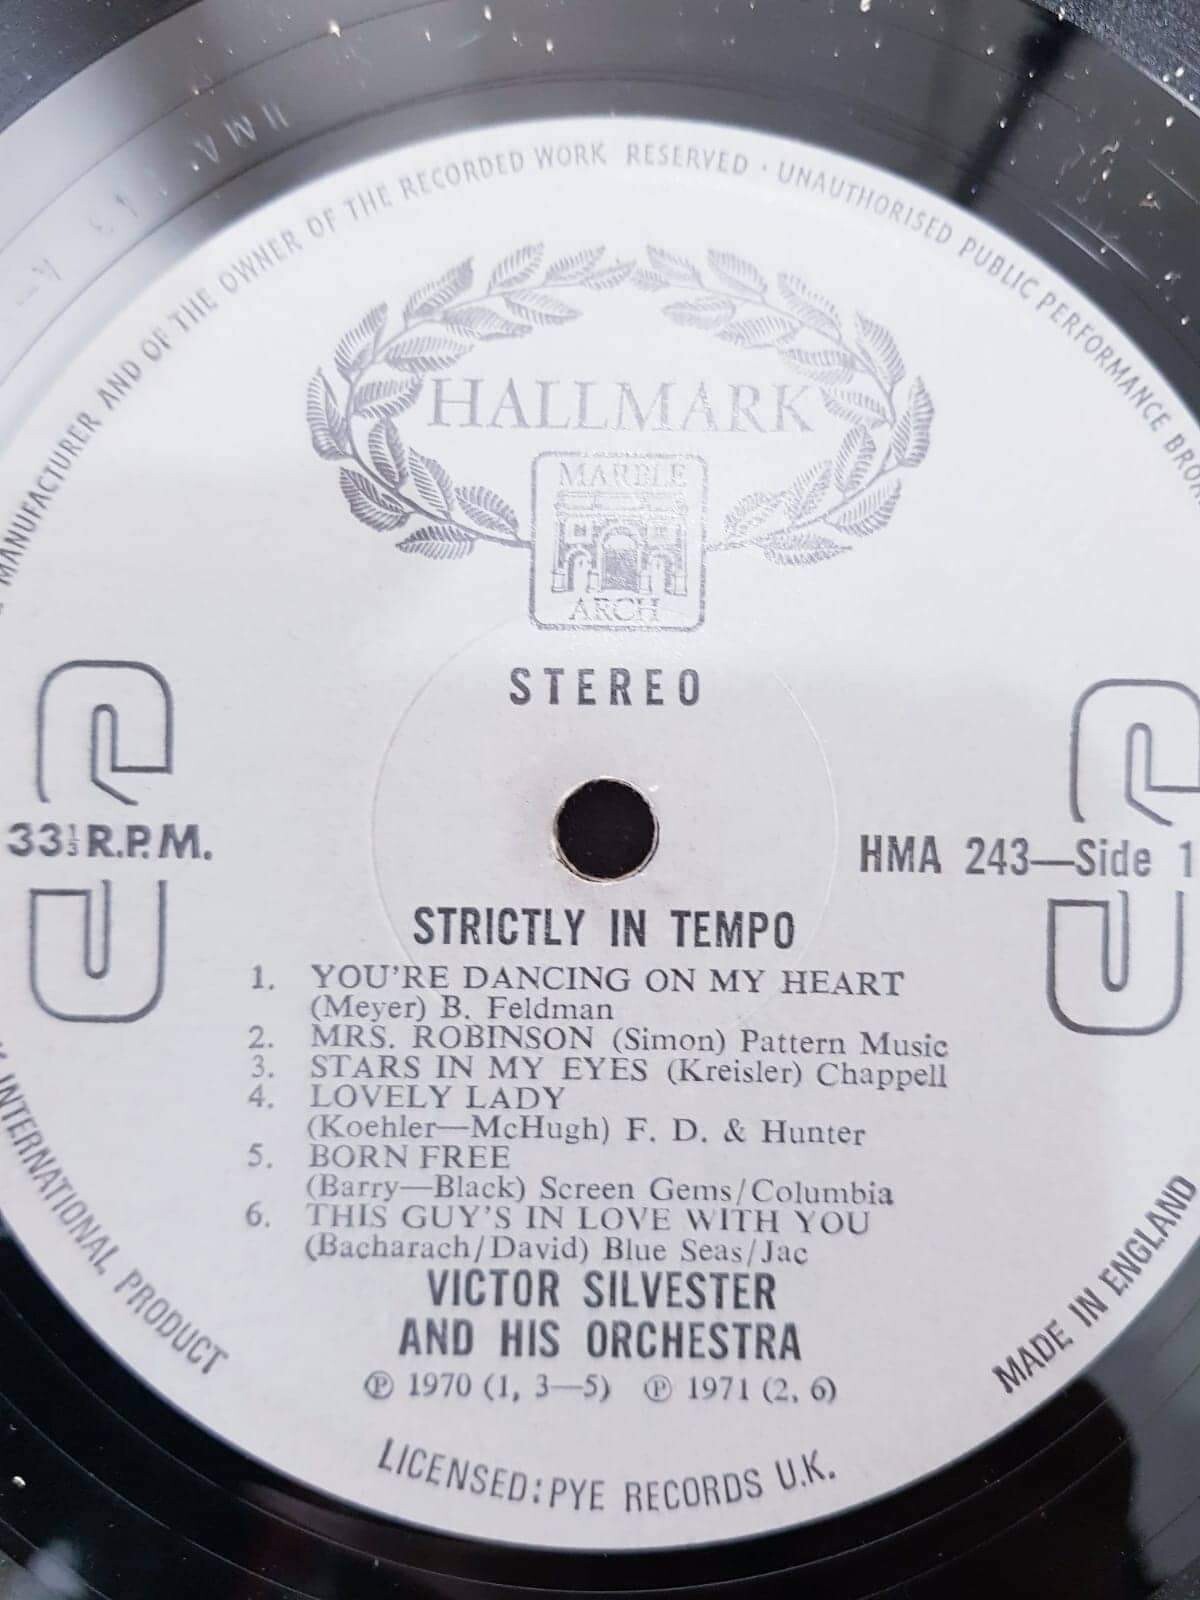 MANUFACTURER AND OF THE OWNER OF THE RECORDED WORK RESERVED · UNAUTHORISED PUBLIC PERFORMANCE
HALLMARK
MARBLE
ARCH
STEREO
33⅓ R.P.M.
HMA 243—Side 1
STRICTLY IN TEMPO
1. YOU'RE DANCING ON MY HEART
(Meyer) B. Feldman
2. MRS. ROBINSON (Simon) Pattern Music
3. STARS IN MY EYES (Kreisler) Chappell
4. LOVELY LADY
(Koehler—McHugh) F. D. & Hunter
5. BORN FREE
(Barry—Black) Screen Gems/Columbia
6. THIS GUY'S IN LOVE WITH YOU
(Bacharach/David) Blue Seas/Jac
VICTOR SILVESTER
AND HIS ORCHESTRA
℗ 1970 (1, 3—5) ℗ 1971 (2, 6)
INTERNATIONAL PRODUCT
MADE IN ENGLAND
LICENSED: PYE RECORDS U.K.